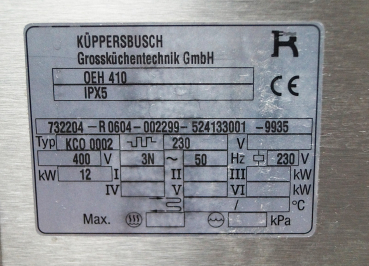 KÜPPERSBUSCH
Grossküchentechnik GmbH
OEH 410
IPX5
R
CE
732204 -R 0604-002299-524133001 -9935
Typ KCO 0002 230 V
400 V 3N ~ 50 Hz 230 V
kW 12 I II III kW
IV V VI kW
/ °C
Max. kPa